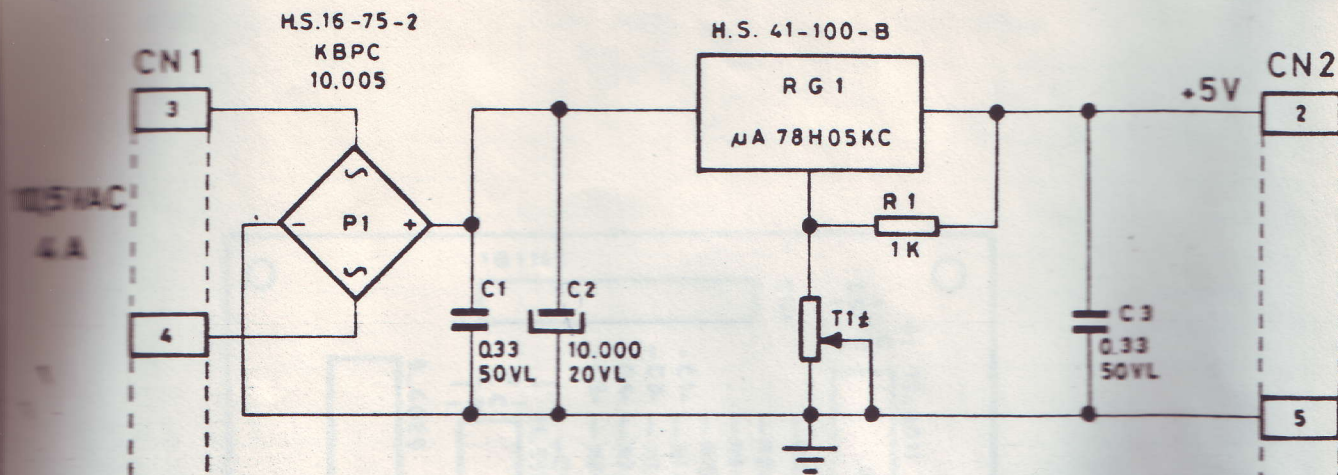 H.S.16-75-2
KBPC
10.005
H.S. 41-100-B
CN1
CN2
3
RG1
µA 78H05KC
+5V
2
4A
P1
-
+
R1
1K
4
C1
0.33
50VL
C2
10.000
20VL
C3
0.33
50VL
5